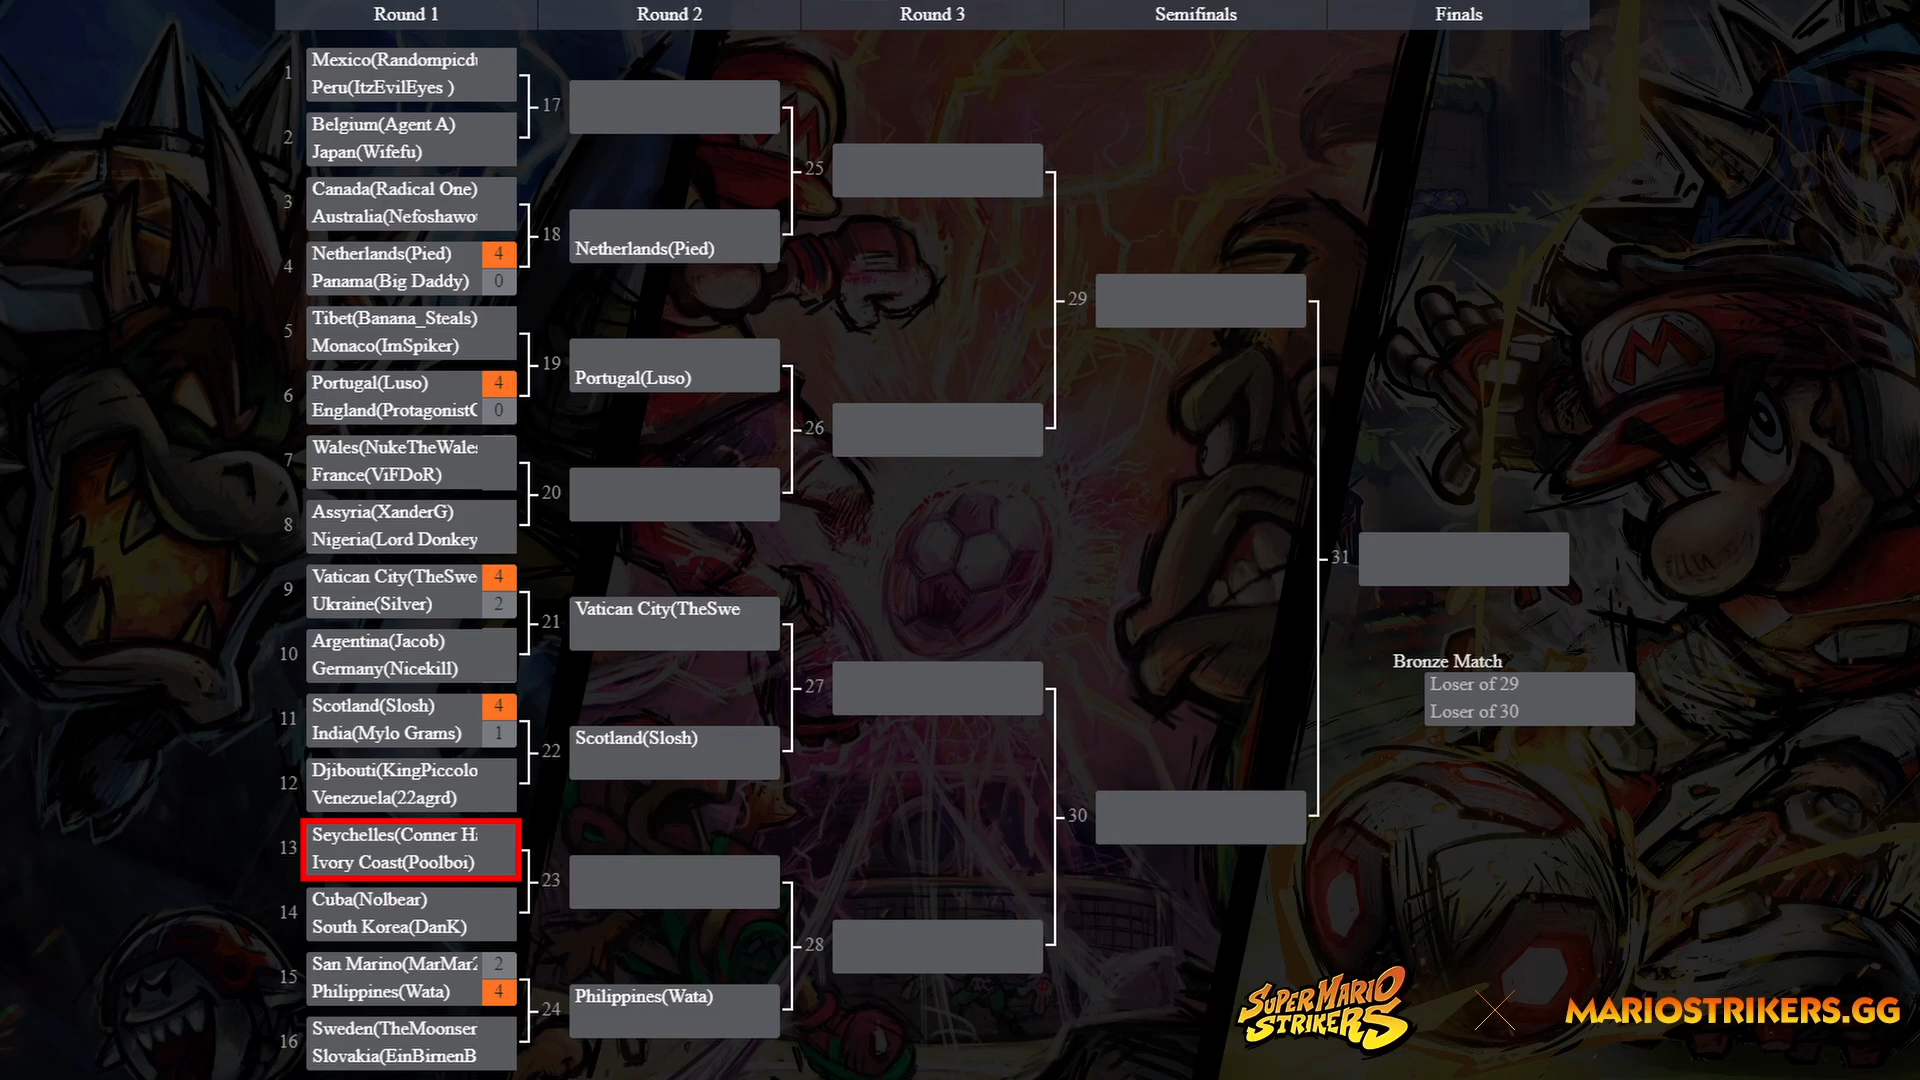 Round 1
Round 2
Round 3
Semifinals
Finals
1
Mexico(Randompicd
Peru(ItzEvilEyes )
2
Belgium(Agent A)
Japan(Wifefu)
17
3
Canada(Radical One)
Australia(Nefoshawo
4
Netherlands(Pied) 4
Panama(Big Daddy) 0
18
Netherlands(Pied)
25
5
Tibet(Banana_Steals)
Monaco(ImSpiker)
6
Portugal(Luso) 4
England(ProtagonistC 0
19
Portugal(Luso)
7
Wales(NukeTheWales
France(ViFDoR)
8
Assyria(XanderG)
Nigeria(Lord Donkey
20
26
29
9
Vatican City(TheSwe 4
Ukraine(Silver) 2
10
Argentina(Jacob)
Germany(Nicekill)
21
Vatican City(TheSwe
11
Scotland(Slosh) 4
India(Mylo Grams) 1
12
Djibouti(KingPiccolo
Venezuela(22agrd)
22
Scotland(Slosh)
27
13
Seychelles(Conner Ha
Ivory Coast(Poolboi)
14
Cuba(Nolbear)
South Korea(DanK)
23
15
San Marino(MarMar2 2
Philippines(Wata) 4
16
Sweden(TheMoonser
Slovakia(EinBirnenB
24
Philippines(Wata)
28
30
31
Bronze Match
Loser of 29
Loser of 30
SUPER MARIO
STRIKERS
MARIOSTRIKERS.GG